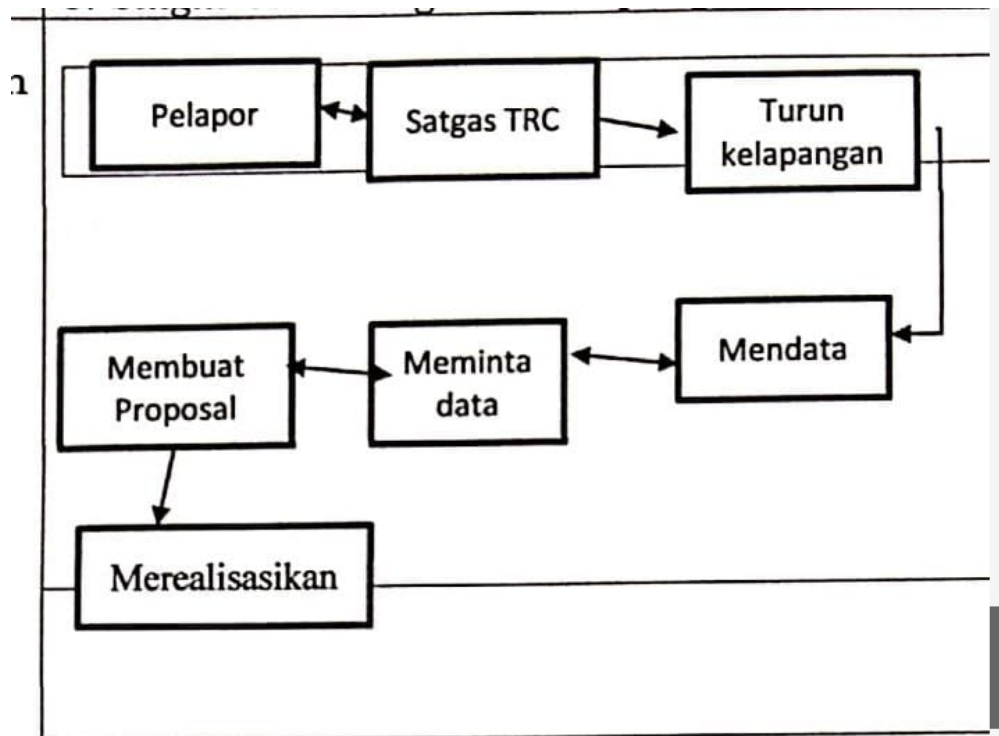 Pelapor
Satgas TRC
Turun
kelapangan
Mendata
Meminta
data
Membuat
Proposal
Merealisasikan